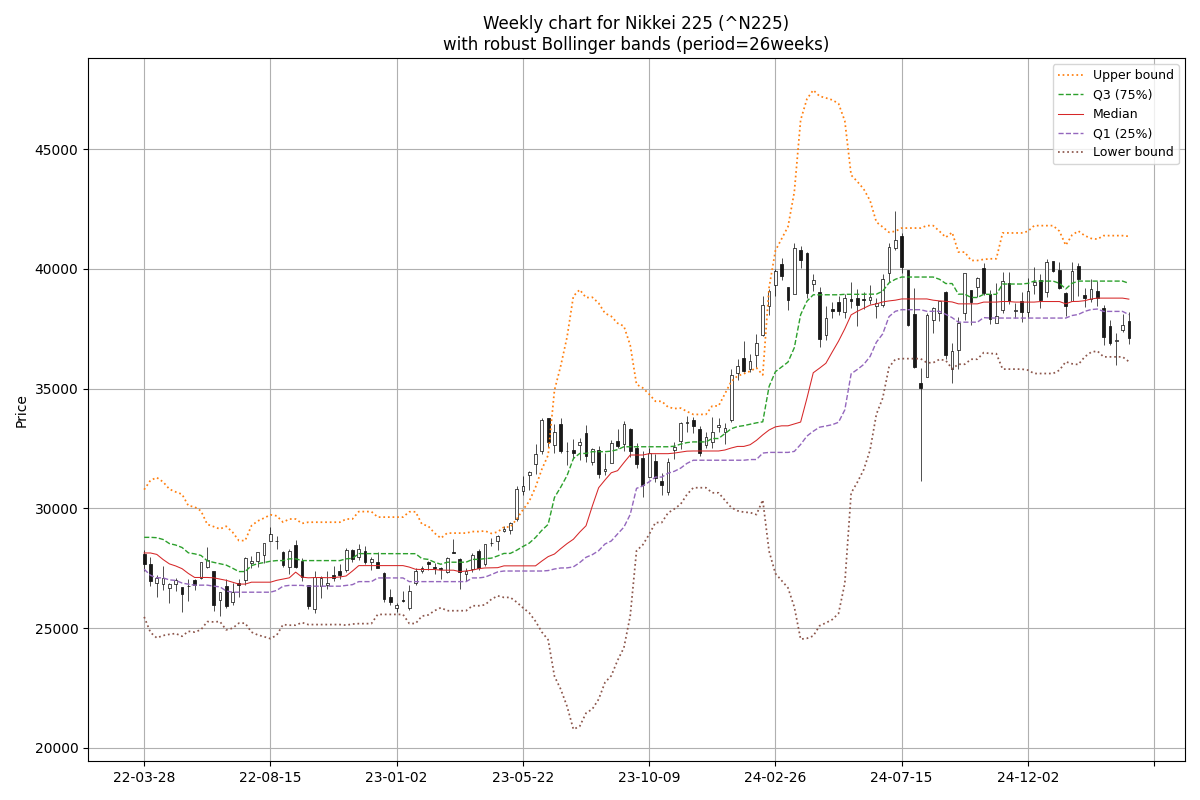 Weekly chart for Nikkei 225 (^N225)
with robust Bollinger bands (period=26weeks)
Upper bound
Q3 (75%)
Median
Q1 (25%)
Lower bound
Price
45000
40000
35000
30000
25000
20000
22-03-28
22-08-15
23-01-02
23-05-22
23-10-09
24-02-26
24-07-15
24-12-02